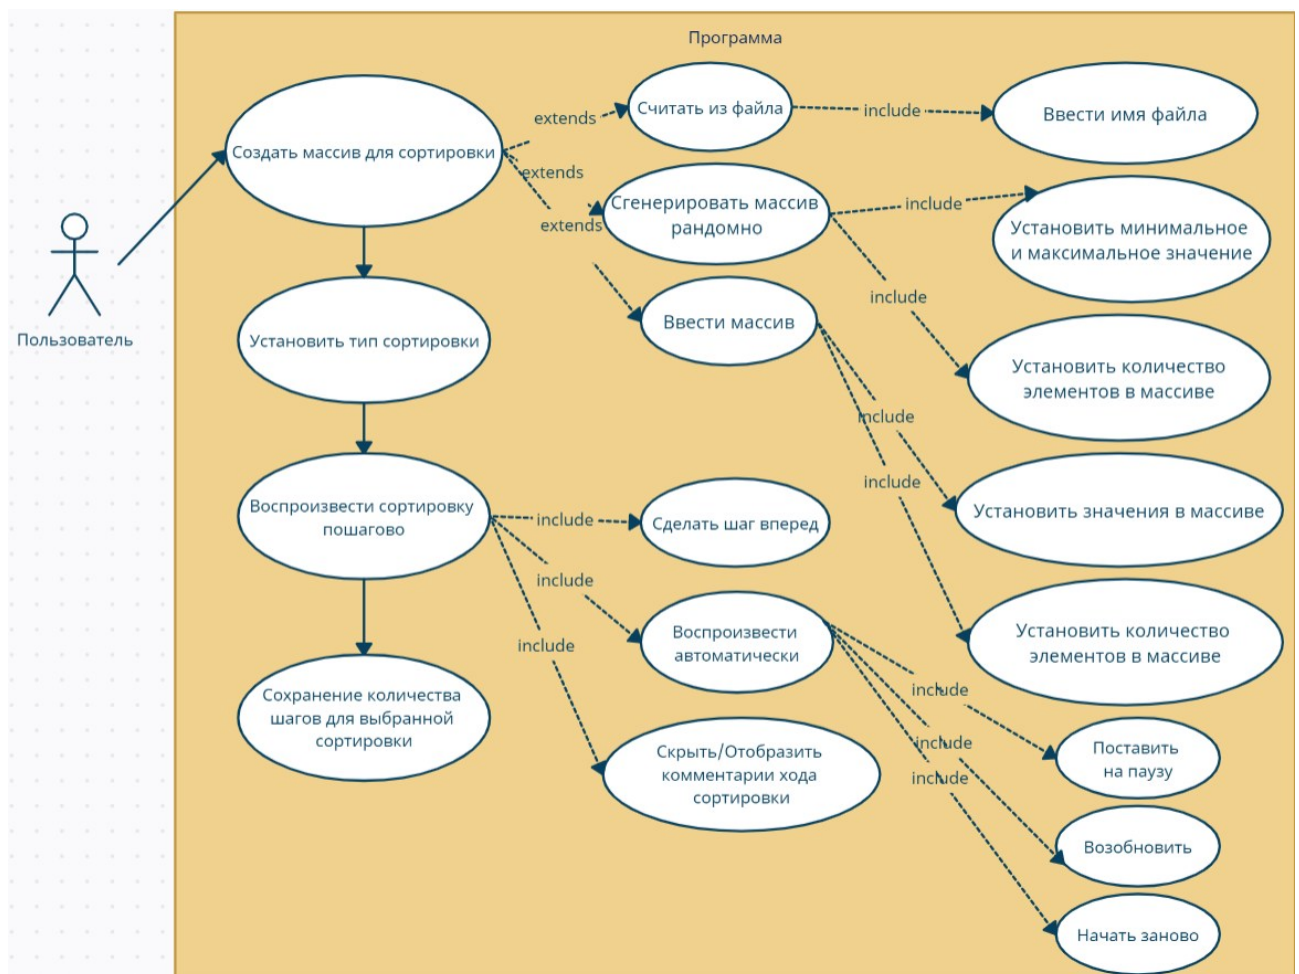 Программа
Пользователь
Создать массив для сортировки
Установить тип сортировки
Воспроизвести сортировку
пошагово
Сохранение количества
шагов для выбранной
сортировки
extends
extends
extends
Считать из файла
Сгенерировать массив
рандомно
Ввести массив
include
include
include
include
include
Ввести имя файла
Установить минимальное
и максимальное значение
Установить количество
элементов в массиве
Установить значения в массиве
Установить количество
элементов в массиве
include
include
include
Сделать шаг вперед
Воспроизвести
автоматически
Скрыть/Отобразить
комментарии хода
сортировки
include
include
include
Поставить
на паузу
Возобновить
Начать заново